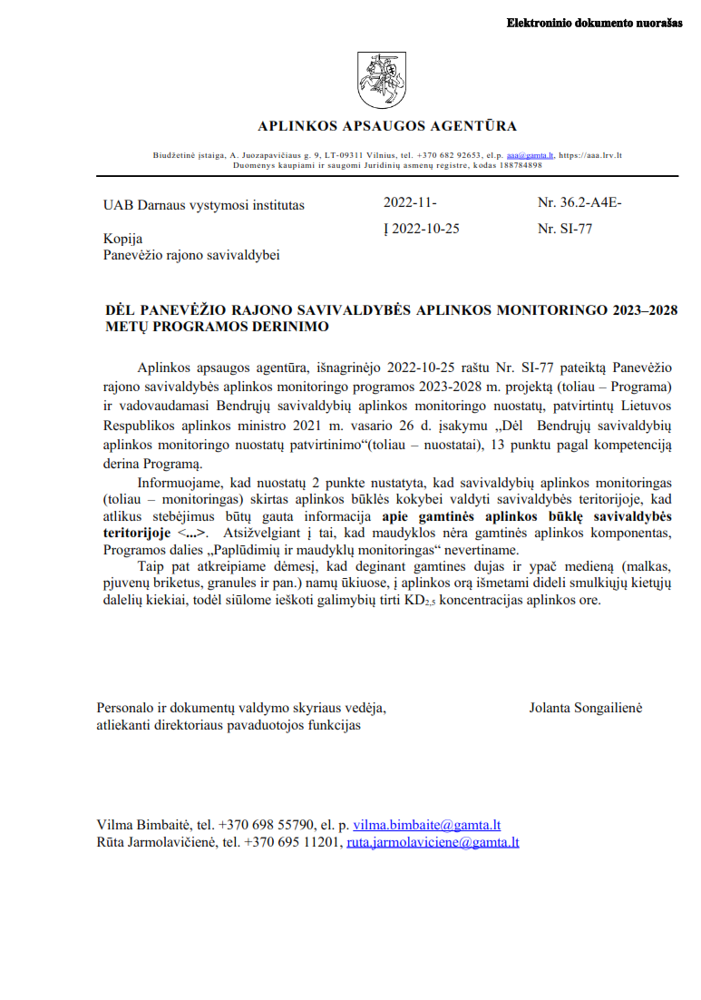 Elektroninio dokumento nuorašas
APLINKOS APSAUGOS AGENTŪRA
Biudžetinė įstaiga, A. Juozapavičiaus g. 9, LT-09311 Vilnius, tel. +370 682 92653, el.p. aaa@gamta.lt, https://aaa.lrv.lt
Duomenys kaupiami ir saugomi Juridinių asmenų registre, kodas 188784898
UAB Darnaus vystymosi institutas
2022-11- Nr. 36.2-A4E-
Į 2022-10-25 Nr. SI-77
Kopija
Panevėžio rajono savivaldybei
DĖL PANEVĖŽIO RAJONO SAVIVALDYBĖS APLINKOS MONITORINGO 2023–2028
METŲ PROGRAMOS DERINIMO
Aplinkos apsaugos agentūra, išnagrinėjo 2022-10-25 raštu Nr. SI-77 pateiktą Panevėžio
rajono savivaldybės aplinkos monitoringo programos 2023-2028 m. projektą (toliau – Programa)
ir vadovaudamasi Bendrųjų savivaldybių aplinkos monitoringo nuostatų, patvirtintų Lietuvos
Respublikos aplinkos ministro 2021 m. vasario 26 d. įsakymu „Dėl Bendrųjų savivaldybių
aplinkos monitoringo nuostatų patvirtinimo“(toliau – nuostatai), 13 punktu pagal kompetenciją
derina Programą.
Informuojame, kad nuostatų 2 punkte nustatyta, kad savivaldybių aplinkos monitoringas
(toliau – monitoringas) skirtas aplinkos būklės kokybei valdyti savivaldybės teritorijoje, kad
atlikus stebėjimus būtų gauta informacija apie gamtinės aplinkos būklę savivaldybės
teritorijoje <...>. Atsižvelgiant į tai, kad maudyklos nėra gamtinės aplinkos komponentas,
Programos dalies „Paplūdimių ir maudyklų monitoringas“ nevertiname.
Taip pat atkreipiame dėmesį, kad deginant gamtines dujas ir ypač medieną (malkas,
pjuvenų briketus, granules ir pan.) namų ūkiuose, į aplinkos orą išmetami dideli smulkiųjų kietųjų
dalelių kiekiai, todėl siūlome ieškoti galimybių tirti KD2,5 koncentracijas aplinkos ore.
Personalo ir dokumentų valdymo skyriaus vedėja,
atliekanti direktoriaus pavaduotojos funkcijas
Jolanta Songailienė
Vilma Bimbaitė, tel. +370 698 55790, el. p. vilma.bimbaite@gamta.lt
Rūta Jarmolavičienė, tel. +370 695 11201, ruta.jarmolaviciene@gamta.lt